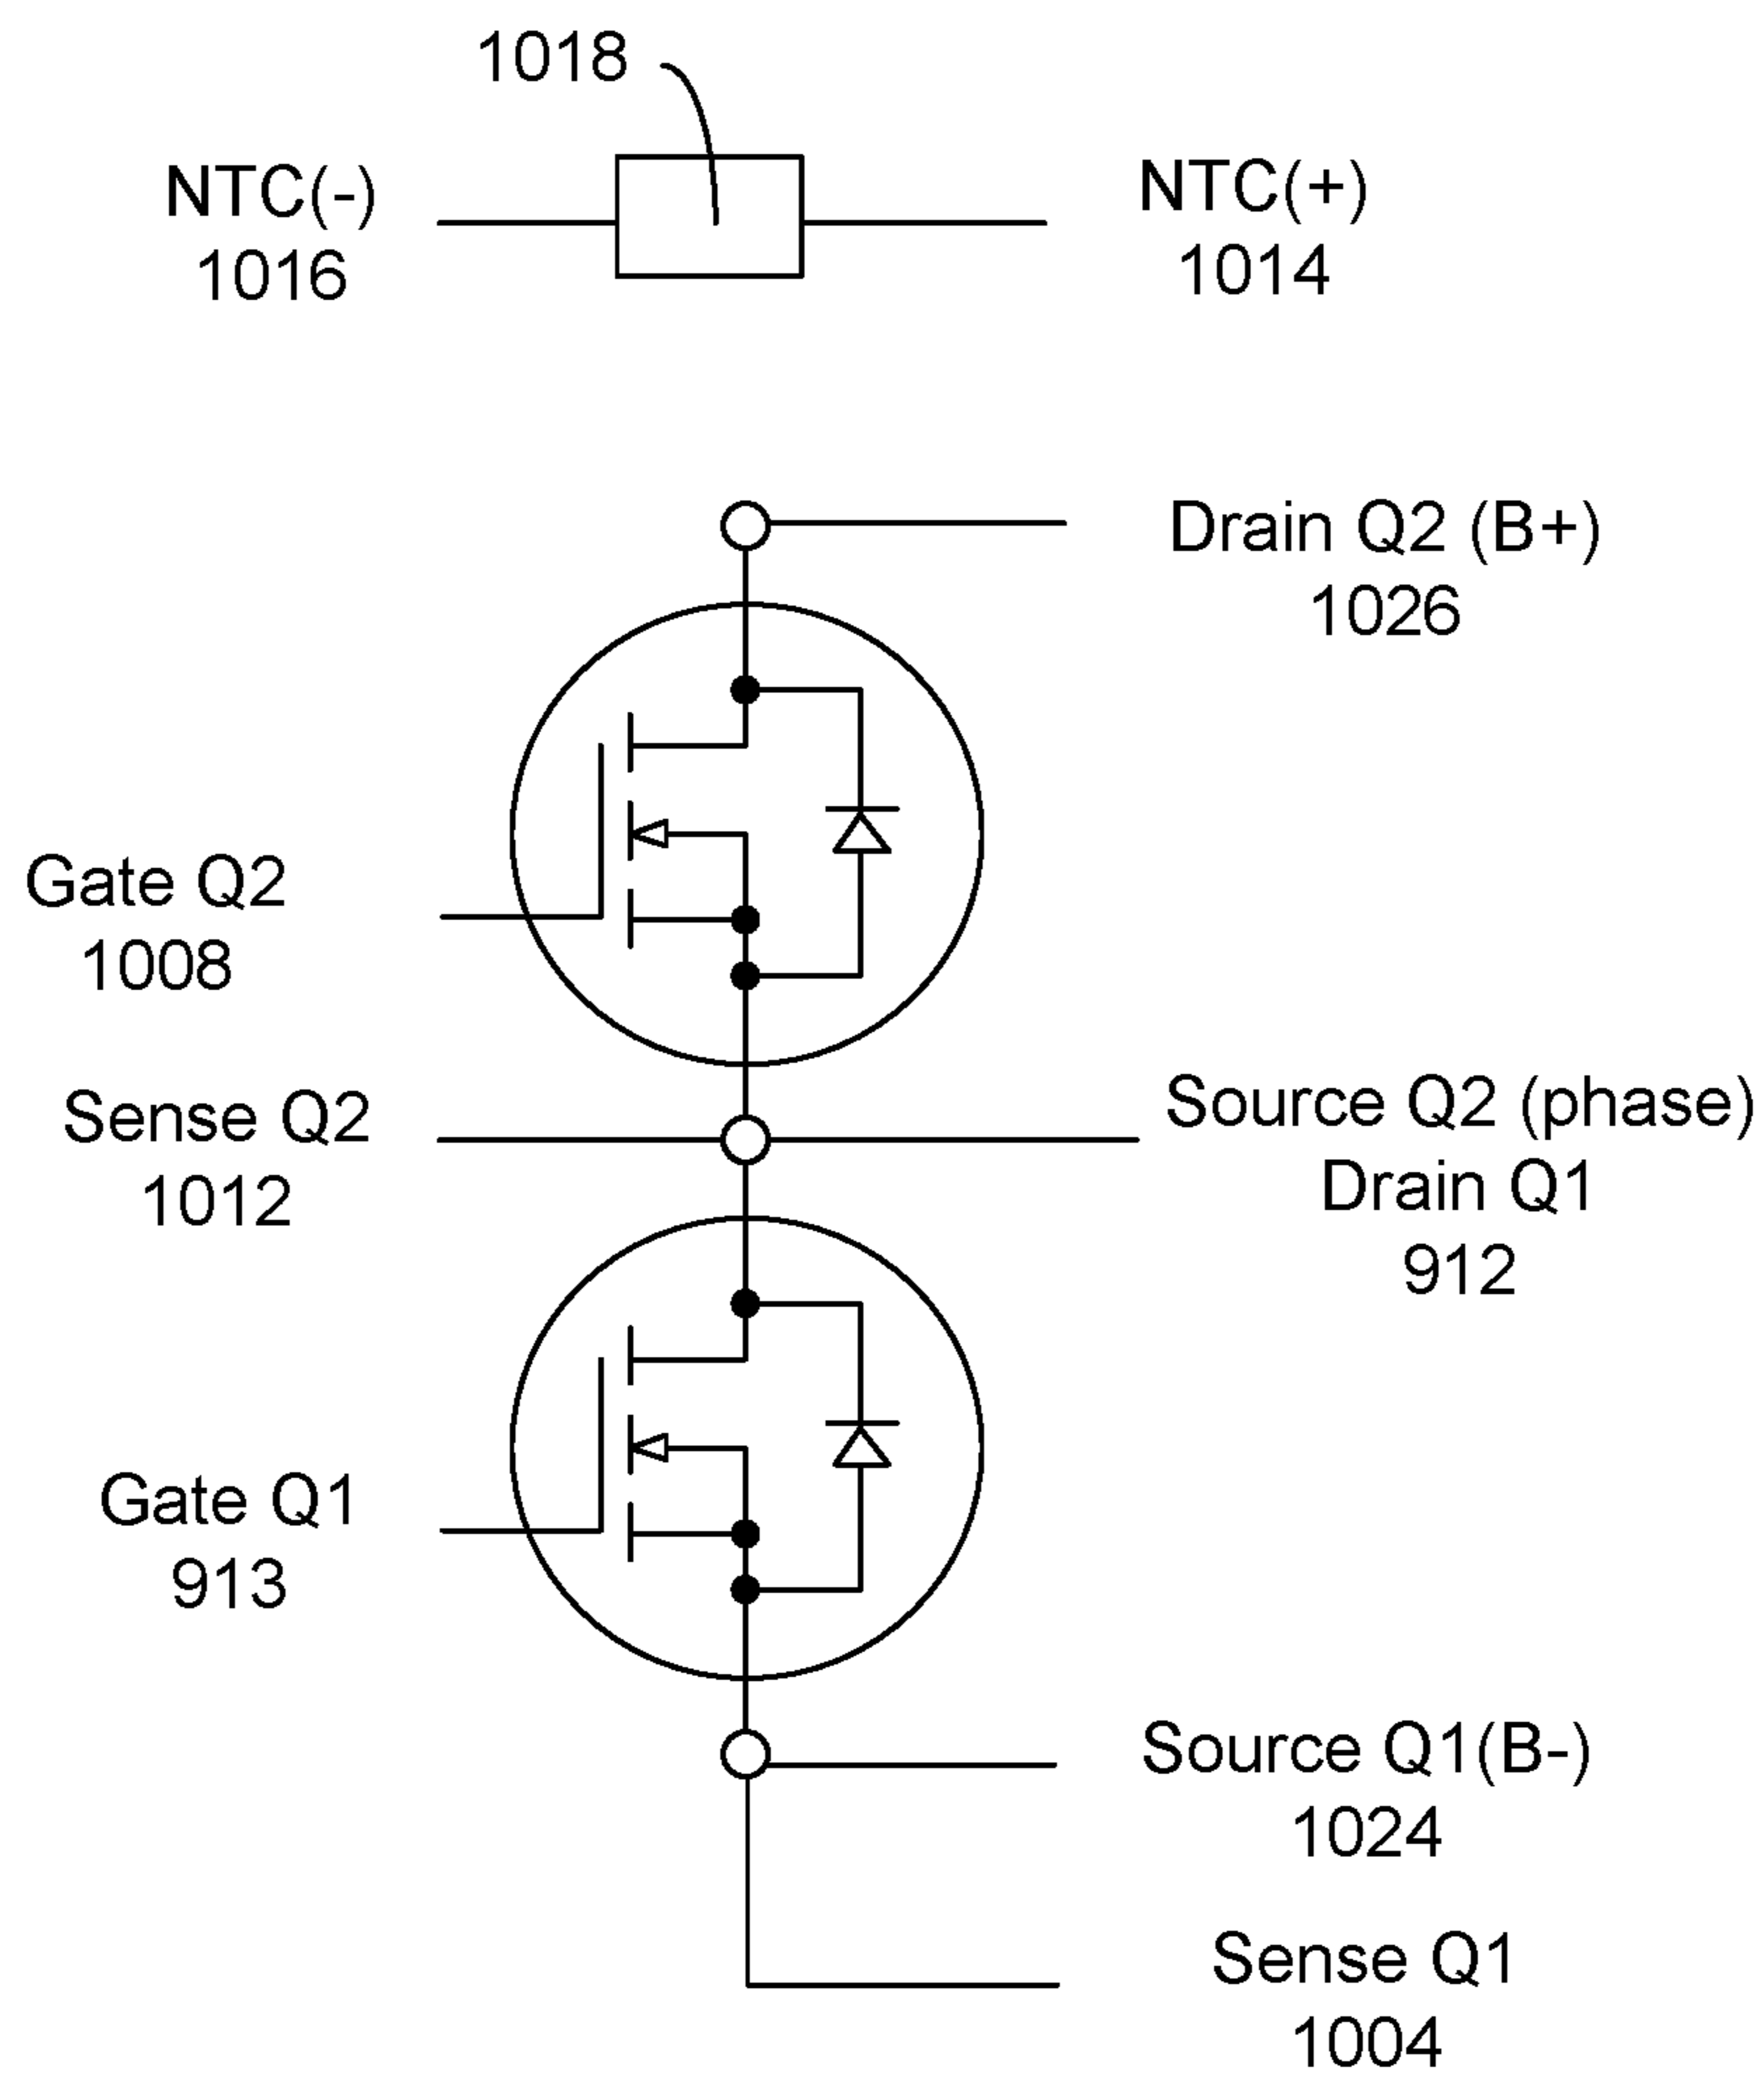 1018
NTC(-)
1016
NTC(+)
1014
Drain Q2 (B+)
1026
Gate Q2
1008
Sense Q2
1012
Source Q2 (phase)
Drain Q1
912
Gate Q1
913
Source Q1(B-)
1024
Sense Q1
1004